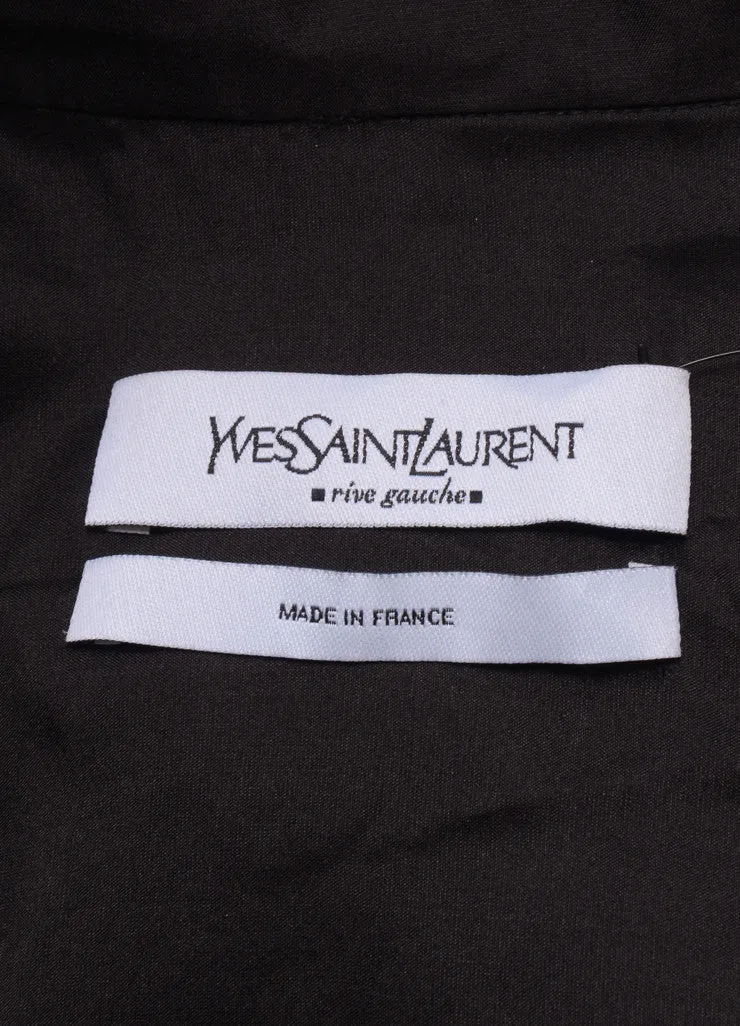 YVESSAINTLAURENT
▪rive gauche▪
MADE IN FRANCE